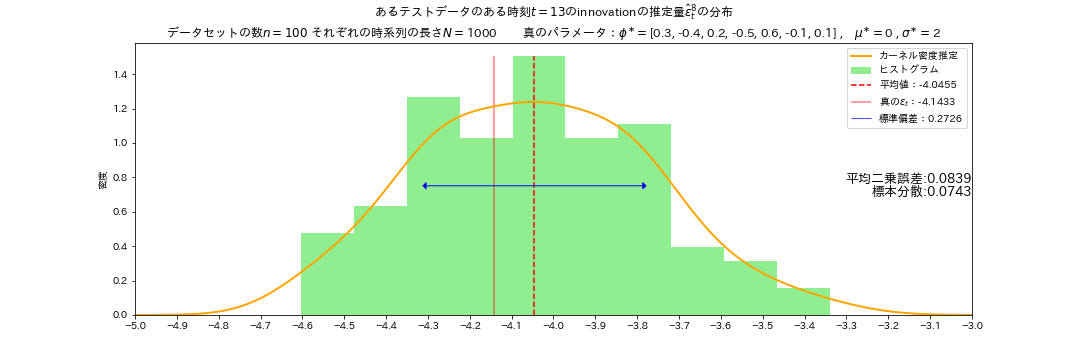 あるテストデータのある時刻t = 13のinnovationの推定量ε̂_t^8の分布
データセットの数n = 100 それぞれの時系列の長さN = 1000 真のパラメータ：ϕ* = [0.3, -0.4, 0.2, -0.5, 0.6, -0.1, 0.1] , μ* = 0 , σ* = 2
カーネル密度推定
ヒストグラム
平均値：-4.0455
真のε_t：-4.1433
標準偏差：0.2726
平均二乗誤差:0.0839
標本分散:0.0743
密度
1.4
1.2
1.0
0.8
0.6
0.4
0.2
0.0
−5.0 −4.9 −4.8 −4.7 −4.6 −4.5 −4.4 −4.3 −4.2 −4.1 −4.0 −3.9 −3.8 −3.7 −3.6 −3.5 −3.4 −3.3 −3.2 −3.1 −3.0